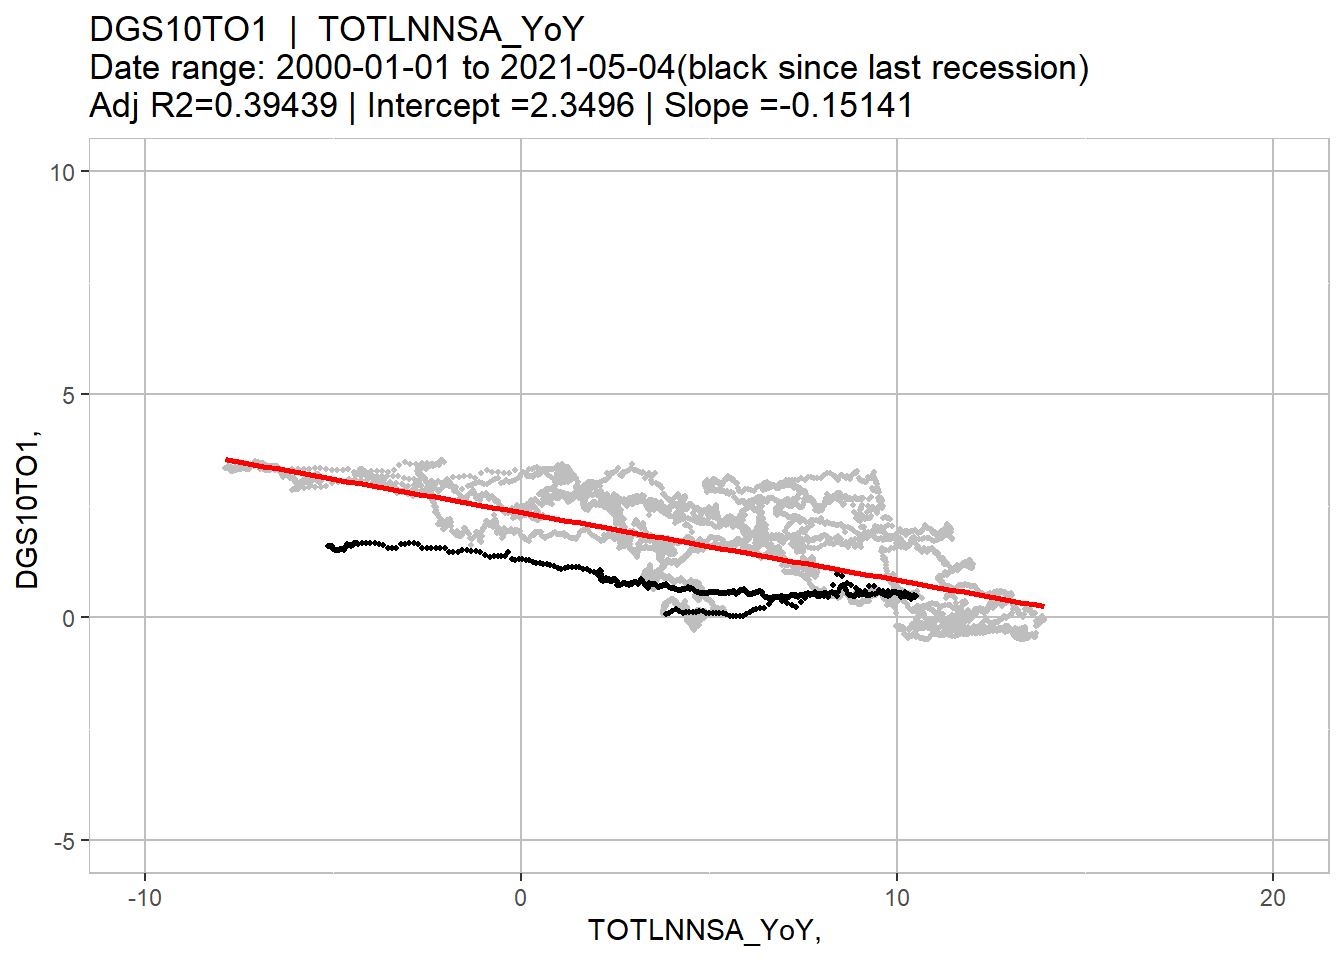 DGS10TO1 | TOTLNNSA_YoY
Date range: 2000-01-01 to 2021-05-04(black since last recession)
Adj R2=0.39439 | Intercept =2.3496 | Slope =-0.15141
10
5
0
-5
DGS10TO1,
-10 0 10 20
TOTLNNSA_YoY,